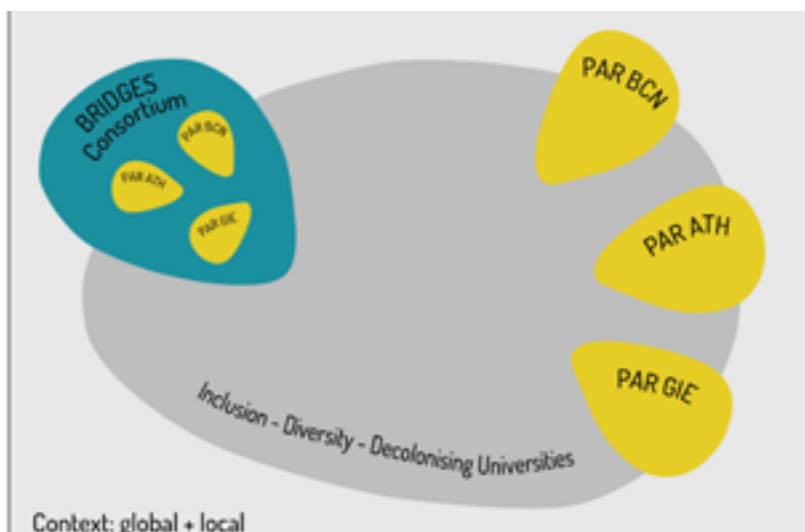 BRIDGES
Consortium
PAR BCN
PAR ATH
PAR GIE
PAR BCN
PAR ATH
PAR GIE
Inclusion - Diversity - Decolonising Universities
Context: global + local